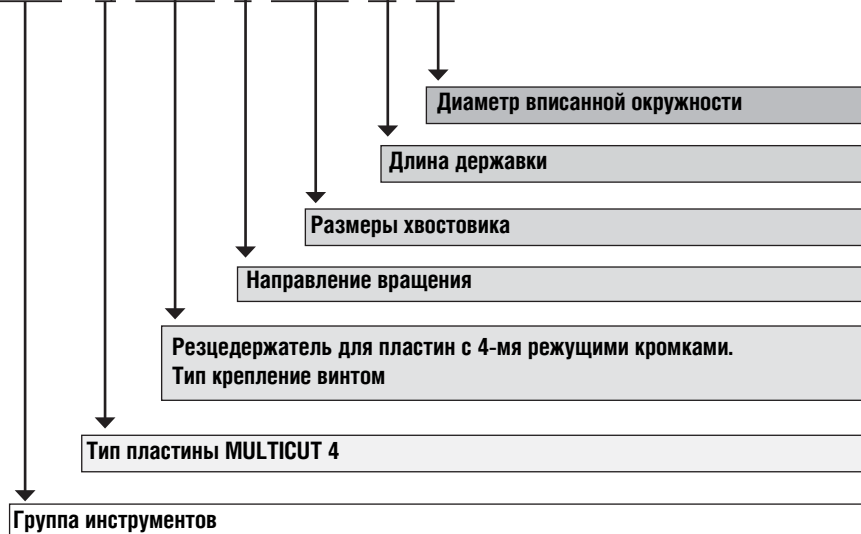 Диаметр вписанной окружности
Длина державки
Размеры хвостовика
Направление вращения
Резцедержатель для пластин с 4-мя режущими кромками.
Тип крепление винтом
Тип пластины MULTICUT 4
Группа инструментов